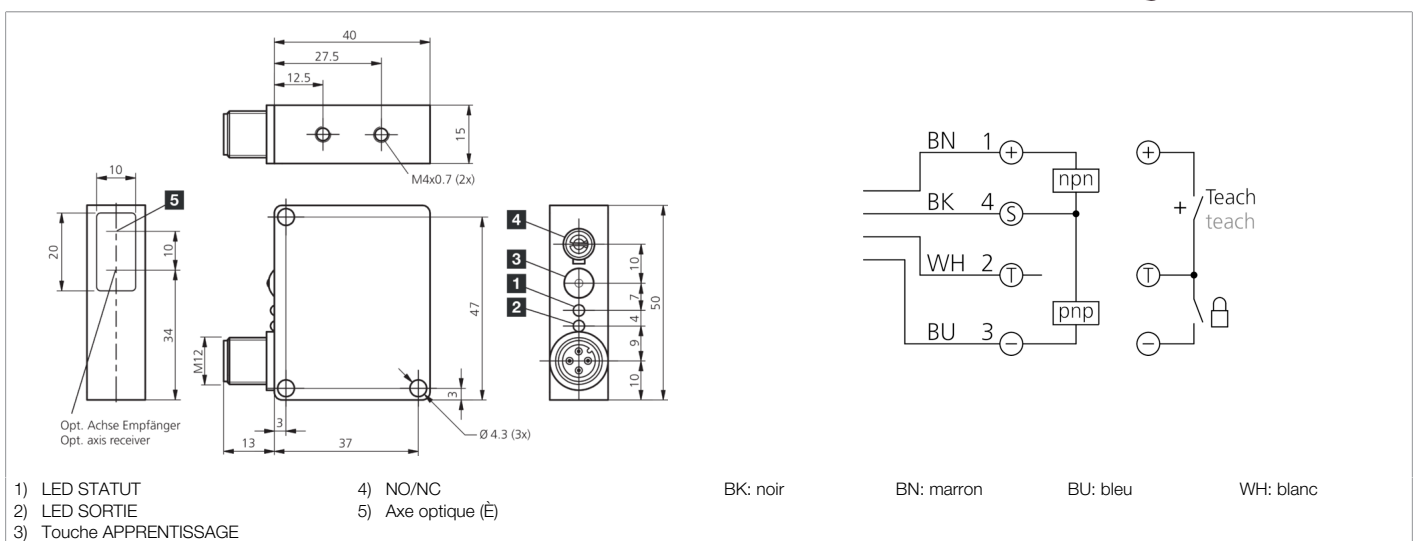 40
27.5
12.5
15
M4x0.7 (2x)
10
5
20
10
34
Opt. Achse Empfänger
Opt. axis receiver
M12
47
3
3
13
37
Ø 4.3 (3x)
4
3
1
2
10
7
4
9
10
50
BN 1 +
npn
BK 4 S
WH 2 T
pnp
BU 3 −
+
+ Teach
teach
T
−
1) LED STATUT
2) LED SORTIE
3) Touche APPRENTISSAGE
4) NO/NC
5) Axe optique (È)
BK: noir
BN: marron
BU: bleu
WH: blanc